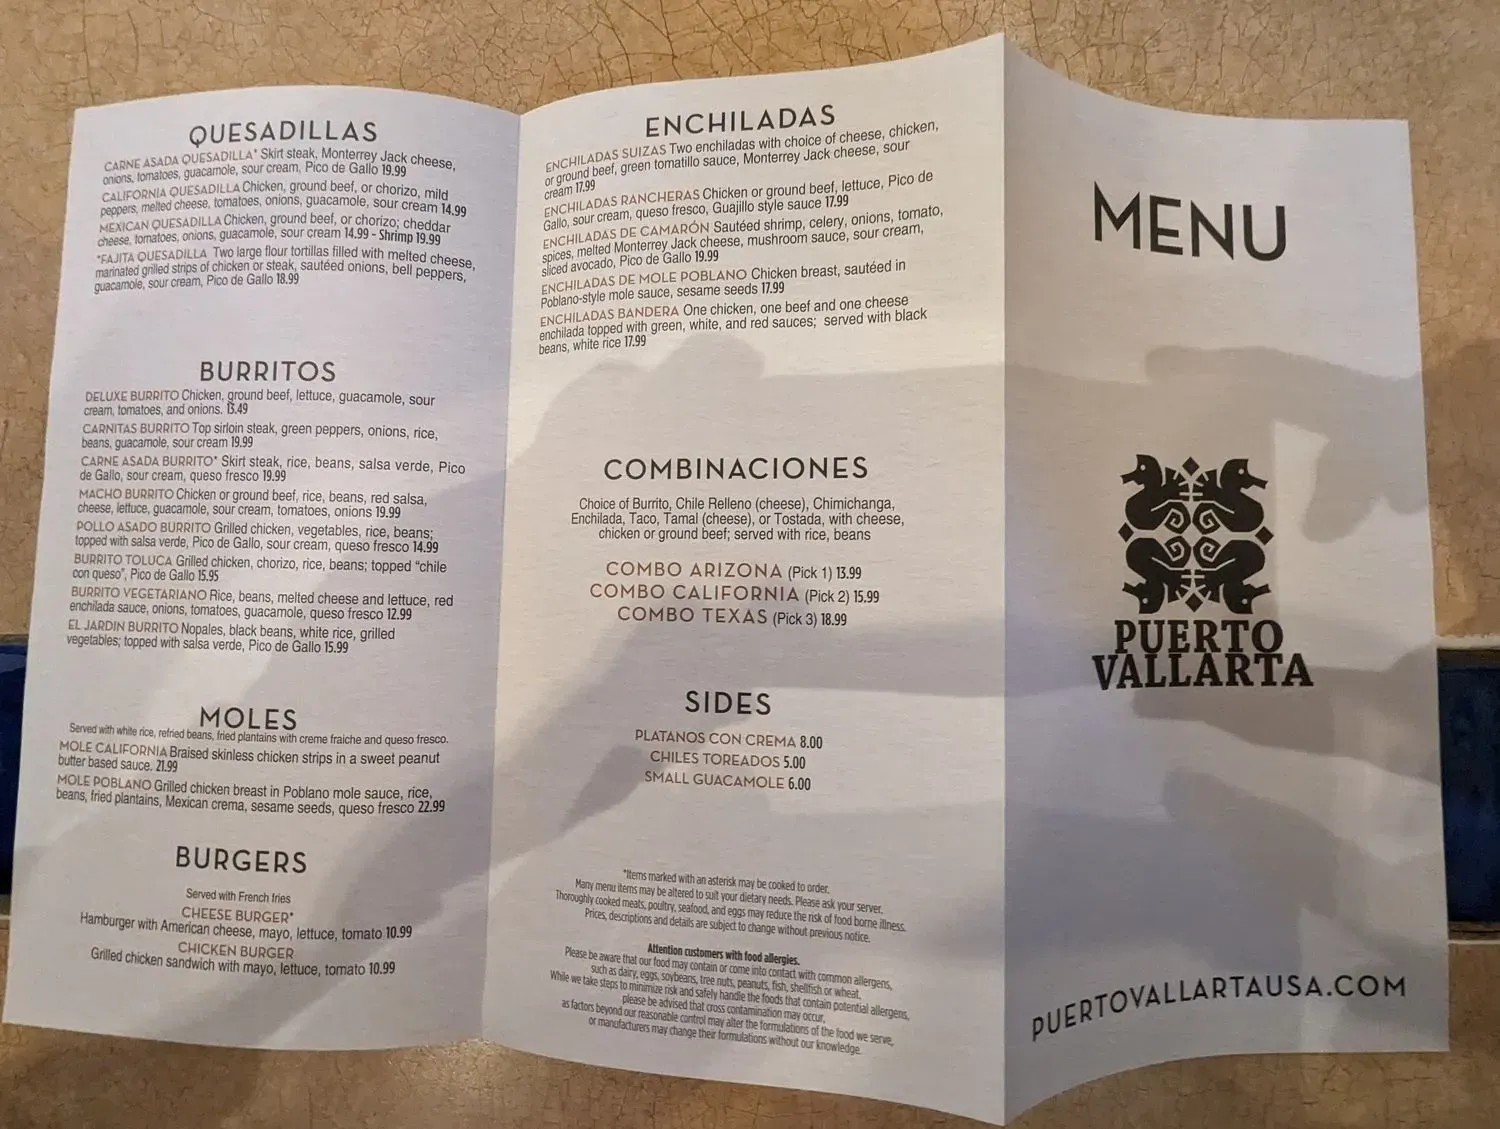 QUESADILLAS
CARNE ASADA QUESADILLA* Skirt steak, Monterrey Jack cheese,
onions, tomatoes, guacamole, sour cream, Pico de Gallo 19.99
CALIFORNIA QUESADILLA Chicken, ground beef, or chorizo, mild
peppers, melted cheese, tomatoes, onions, guacamole, sour cream 14.99
MEXICAN QUESADILLA Chicken, ground beef, or chorizo; cheddar
cheese, tomatoes, onions, guacamole, sour cream 14.99 - Shrimp 19.99
*FAJITA QUESADILLA Two large flour tortillas filled with melted cheese,
marinated grilled strips of chicken or steak, sautéed onions, bell peppers,
guacamole, sour cream, Pico de Gallo 18.99
BURRITOS
DELUXE BURRITO Chicken, ground beef, lettuce, guacamole, sour
cream, tomatoes, and onions. 13.49
CARNITAS BURRITO Top sirloin steak, green peppers, onions, rice,
beans, guacamole, sour cream 19.99
CARNE ASADA BURRITO* Skirt steak, rice, beans, salsa verde, Pico
de Gallo, sour cream, queso fresco 19.99
MACHO BURRITO Chicken or ground beef, rice, beans, red salsa,
cheese, lettuce, guacamole, sour cream, tomatoes, onions 19.99
POLLO ASADO BURRITO Grilled chicken, vegetables, rice, beans;
topped with salsa verde, Pico de Gallo, sour cream, queso fresco 14.99
BURRITO TOLUCA Grilled chicken, chorizo, rice, beans; topped “chile
con queso”, Pico de Gallo 15.95
BURRITO VEGETARIANO Rice, beans, melted cheese and lettuce, red
enchilada sauce, onions, tomatoes, guacamole, queso fresco 12.99
EL JARDIN BURRITO Nopales, black beans, white rice, grilled
vegetables; topped with salsa verde, Pico de Gallo 15.99
MOLES
Served with white rice, refried beans, fried plantains with creme fraiche and queso fresco.
MOLE CALIFORNIA Braised skinless chicken strips in a sweet peanut
butter based sauce. 21.99
MOLE POBLANO Grilled chicken breast in Poblano mole sauce, rice,
beans, fried plantains, Mexican crema, sesame seeds, queso fresco 22.99
BURGERS
Served with French fries
CHEESE BURGER*
Hamburger with American cheese, mayo, lettuce, tomato 10.99
CHICKEN BURGER
Grilled chicken sandwich with mayo, lettuce, tomato 10.99
ENCHILADAS
ENCHILADAS SUIZAS Two enchiladas with choice of cheese, chicken,
or ground beef, green tomatillo sauce, Monterrey Jack cheese, sour
cream 17.99
ENCHILADAS RANCHERAS Chicken or ground beef, lettuce, Pico de
Gallo, sour cream, queso fresco, Guajillo style sauce 17.99
ENCHILADAS DE CAMARÓN Sautéed shrimp, celery, onions, tomato,
spices, melted Monterrey Jack cheese, mushroom sauce, sour cream,
sliced avocado, Pico de Gallo 19.99
ENCHILADAS DE MOLE POBLANO Chicken breast, sautéed in
Poblano-style mole sauce, sesame seeds 17.99
ENCHILADAS BANDERA One chicken, one beef and one cheese
enchilada topped with green, white, and red sauces; served with black
beans, white rice 17.99
COMBINACIONES
Choice of Burrito, Chile Relleno (cheese), Chimichanga,
Enchilada, Taco, Tamal (cheese), or Tostada, with cheese,
chicken or ground beef; served with rice, beans
COMBO ARIZONA (Pick 1) 13.99
COMBO CALIFORNIA (Pick 2) 15.99
COMBO TEXAS (Pick 3) 18.99
SIDES
PLATANOS CON CREMA 8.00
CHILES TOREADOS 5.00
SMALL GUACAMOLE 6.00
*Items marked with an asterisk may be cooked to order.
Many menu items may be altered to suit your dietary needs. Please ask your server.
Thoroughly cooked meats, poultry, seafood, and eggs may reduce the risk of food borne illness.
Prices, descriptions and details are subject to change without previous notice.
Attention customers with food allergies.
Please be aware that our food may contain or come into contact with common allergens,
such as dairy, eggs, soybeans, tree nuts, peanuts, fish, shellfish or wheat.
While we take steps to minimize risk and safely handle the foods that contain potential allergens,
please be advised that cross contamination may occur,
as factors beyond our reasonable control may alter the formulations of the food we serve,
or manufacturers may change their formulations without our knowledge.
MENU
PUERTO
VALLARTA
PUERTOVALLARTAUSA.COM